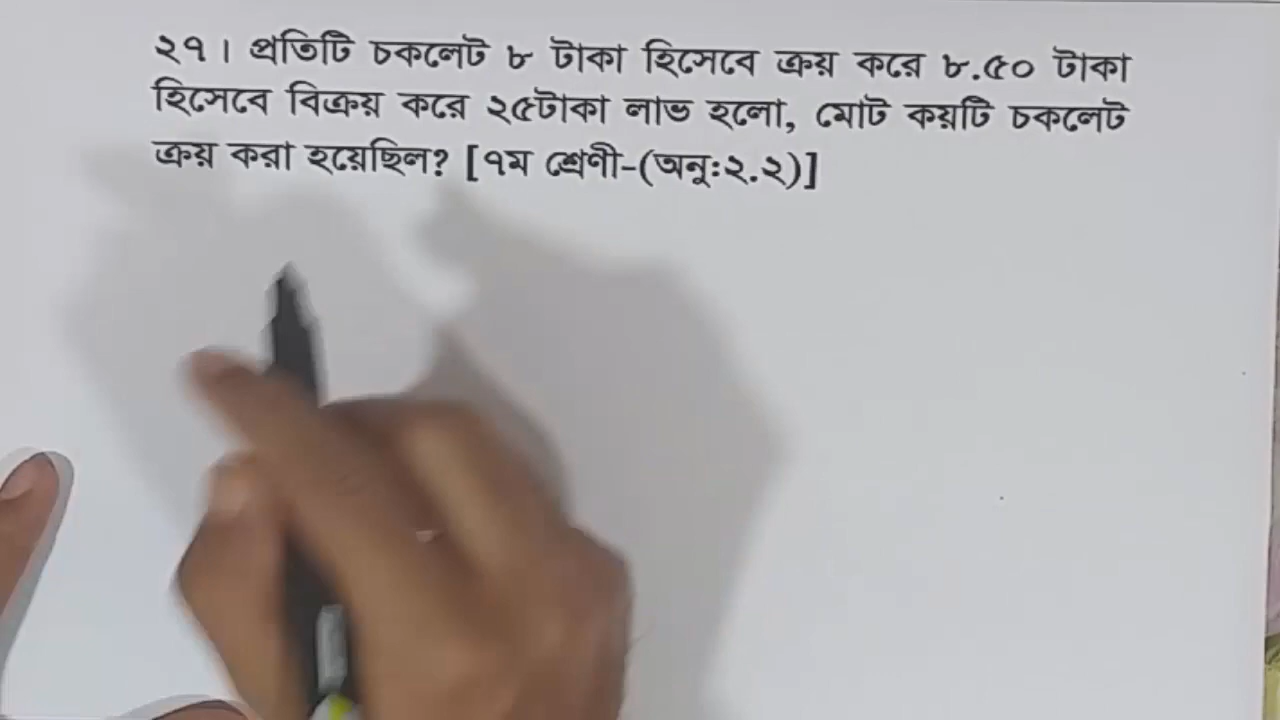 ২৭। প্রতিটি চকলেট ৮ টাকা হিসেবে ক্রয় করে ৮.৫০ টাকা
হিসেবে বিক্রয় করে ২৫টাকা লাভ হলো, মোট কয়টি চকলেট
ক্রয় করা হয়েছিল? [৭ম শ্রেণী-(অনুঃ২.২)]